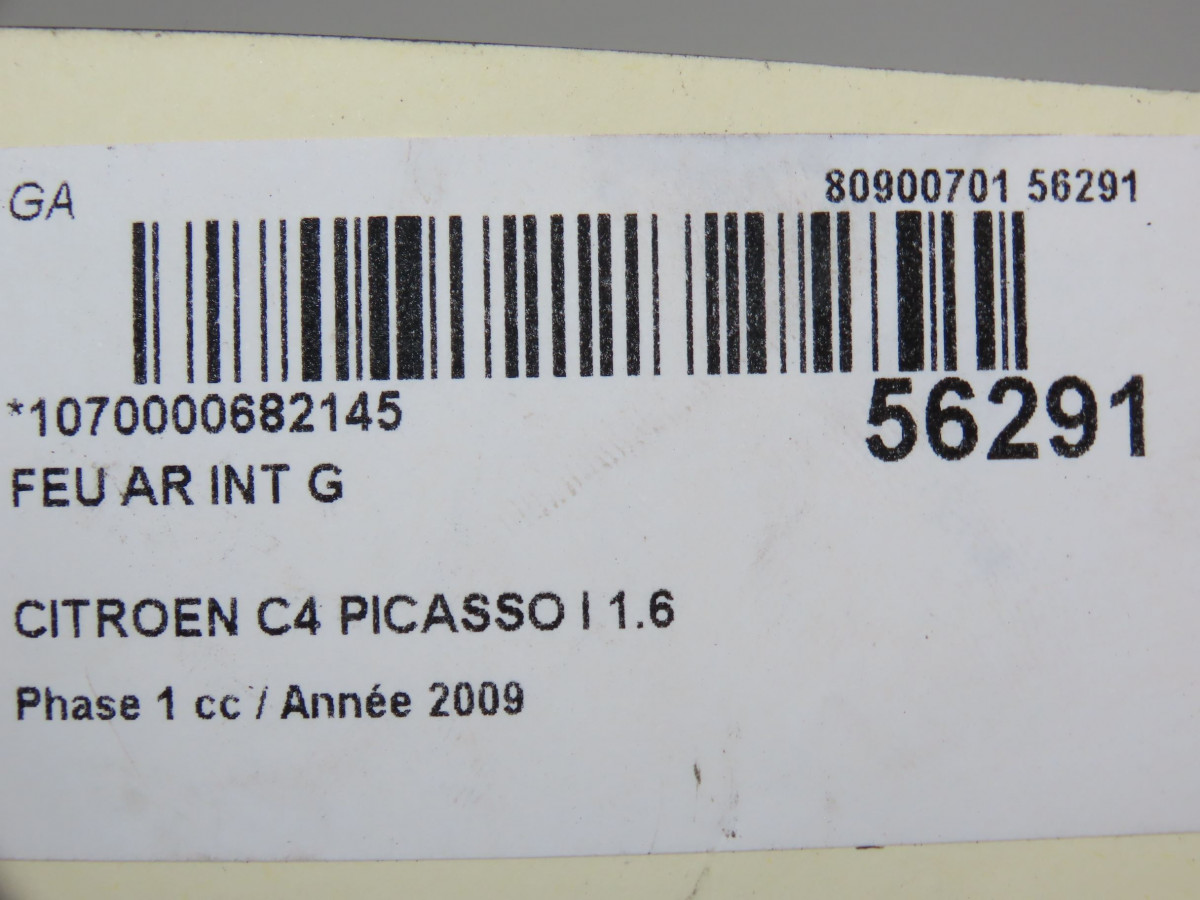 GA
80900701 56291
*1070000682145
56291
FEU AR INT G
CITROEN C4 PICASSO I 1.6
Phase 1 cc / Année 2009